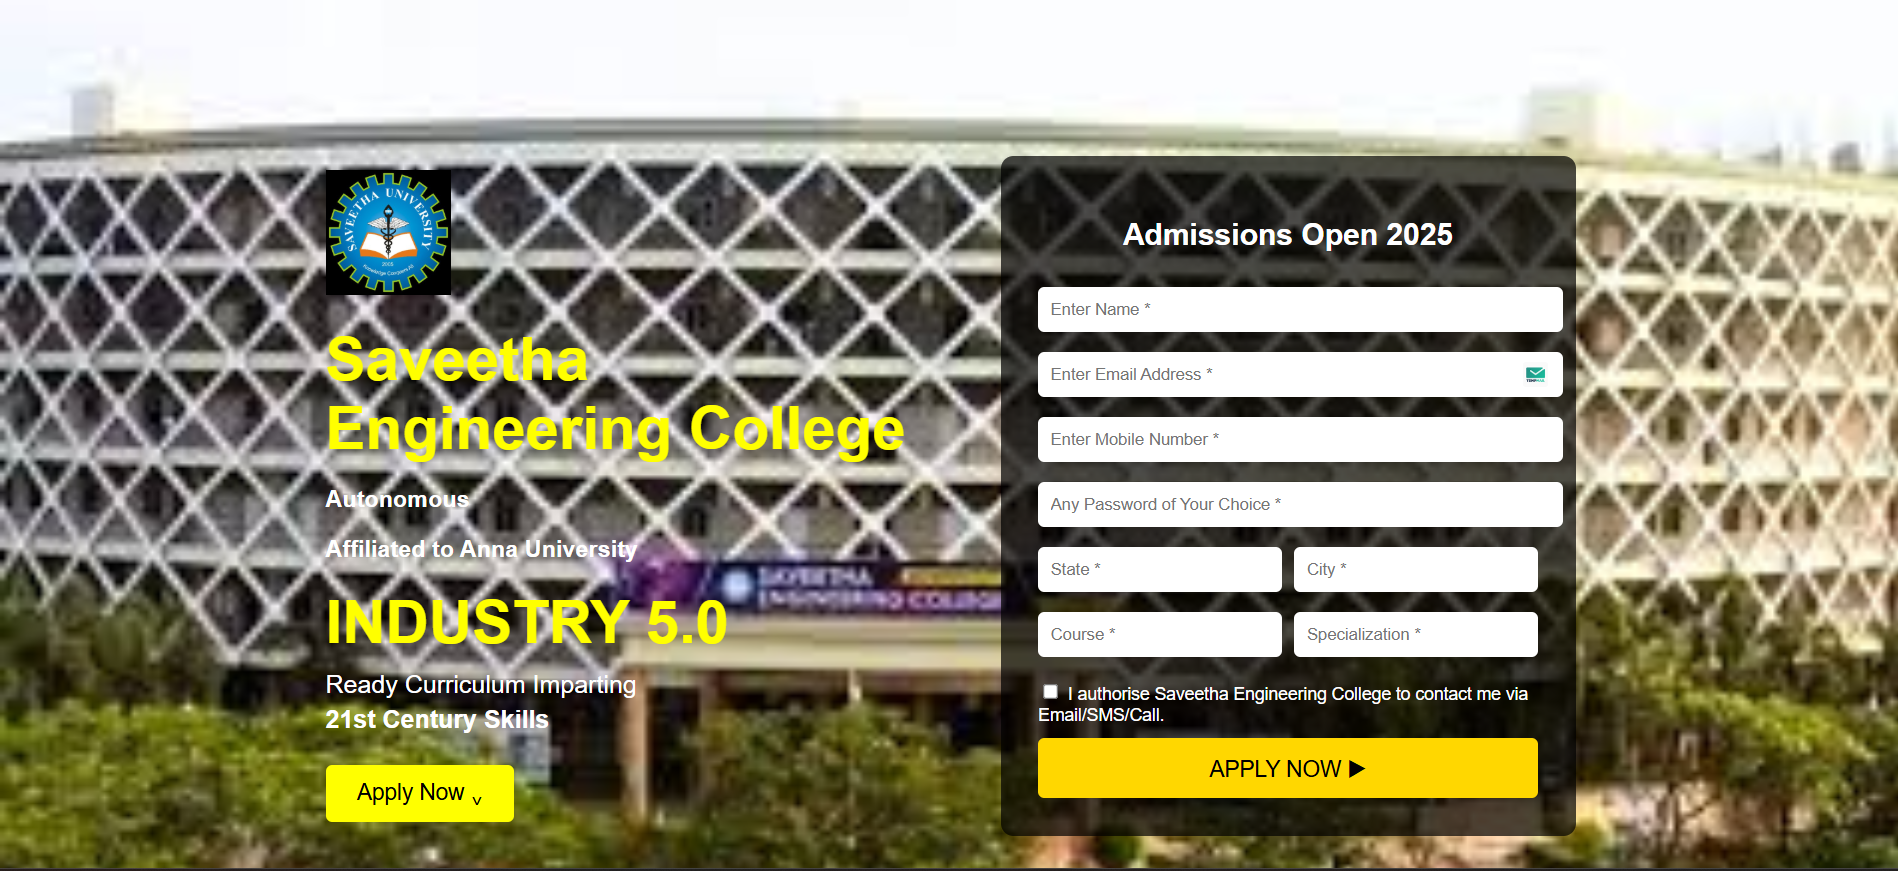 SAVEETHA UNIVERSITY
2005
Saveetha
Engineering College
Autonomous
Affiliated to Anna University
SAVEETHA
ENGINEERING COLLEGE
INDUSTRY 5.0
Ready Curriculum Imparting
21st Century Skills
Apply Now ˅
Admissions Open 2025
Enter Name *
Enter Email Address *
Enter Mobile Number *
Any Password of Your Choice *
State * City *
Course * Specialization *
I authorise Saveetha Engineering College to contact me via
Email/SMS/Call.
APPLY NOW ▶